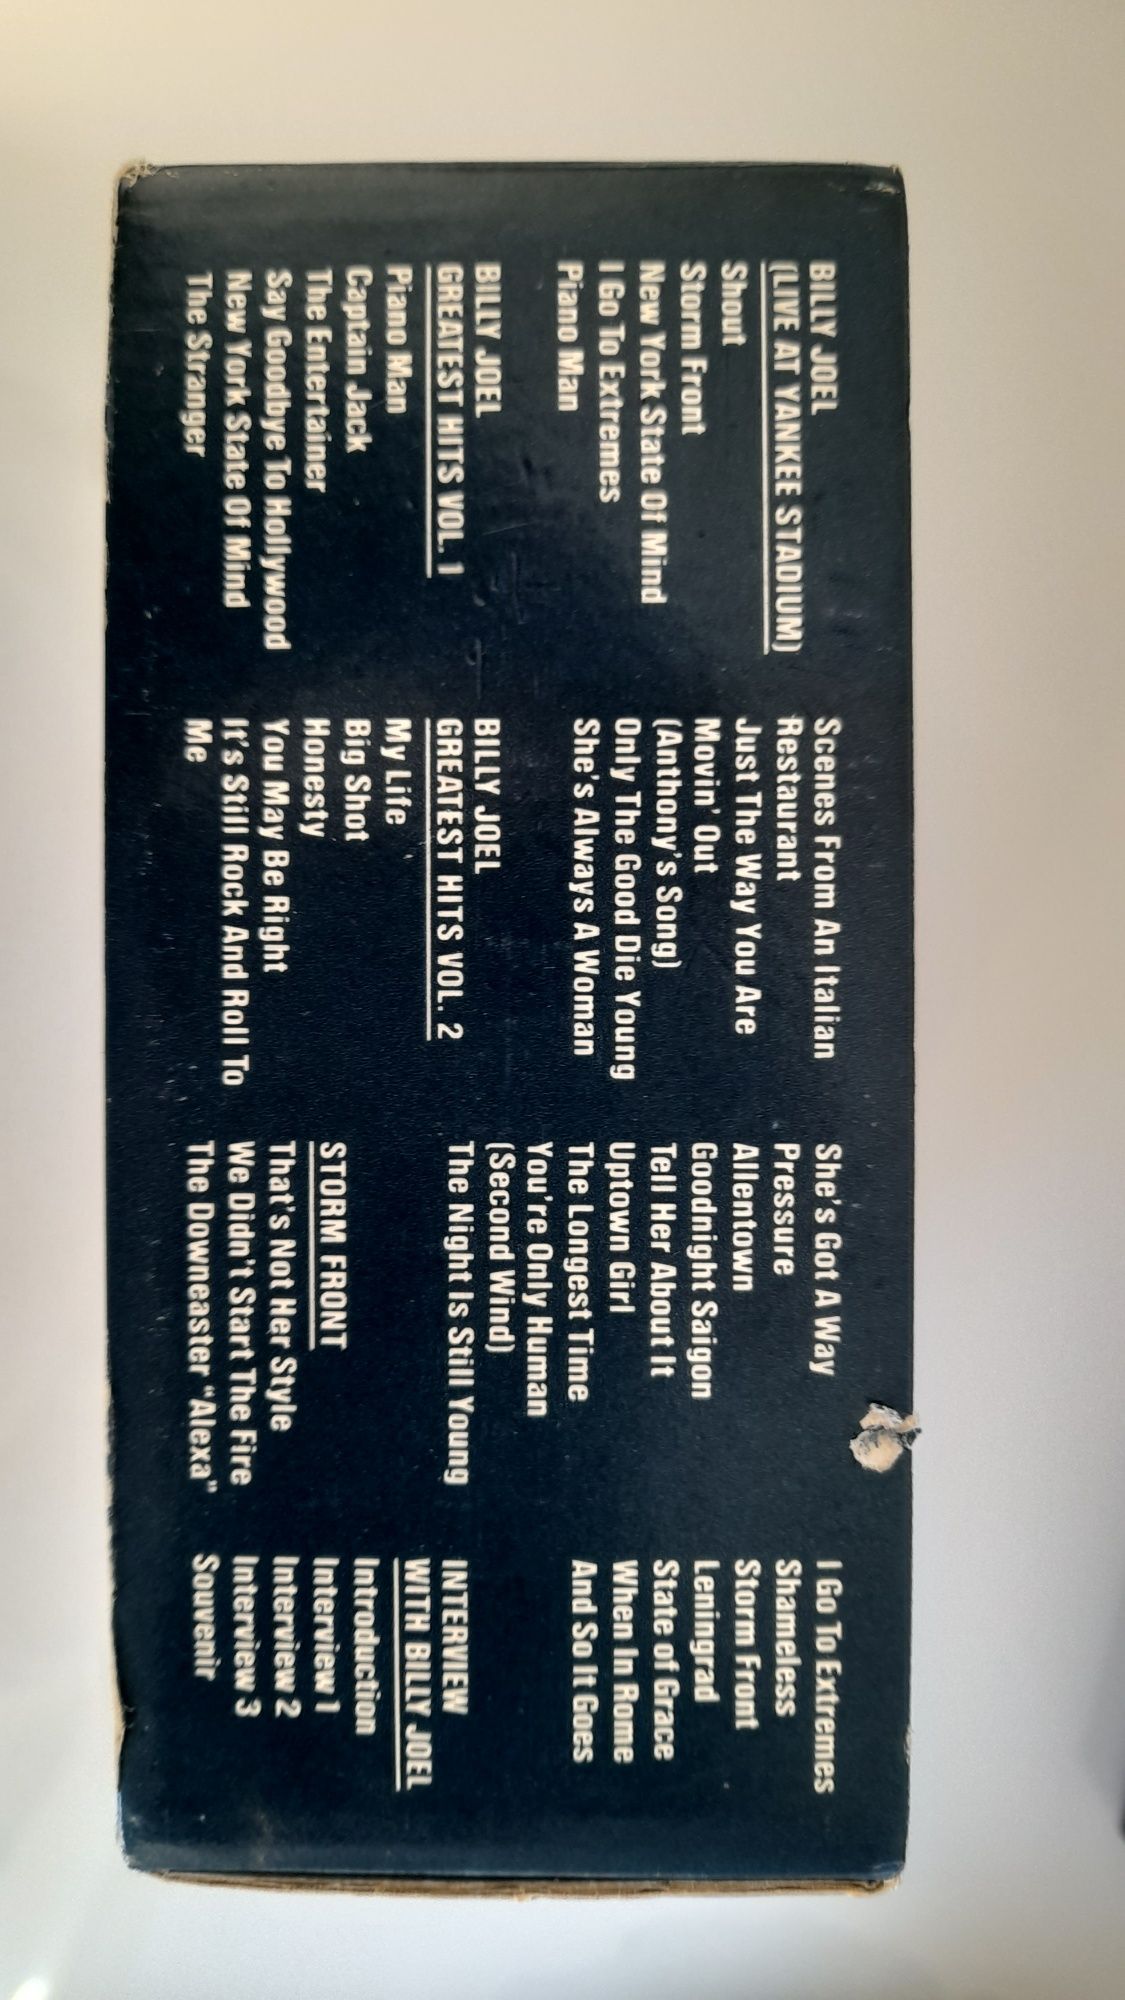 BILLY JOEL
(LIVE AT YANKEE STADIUM)
Shout
Storm Front
New York State Of Mind
I Go To Extremes
Piano Man
BILLY JOEL
GREATEST HITS VOL. 1
Piano Man
Captain Jack
The Entertainer
Say Goodbye To Hollywood
New York State Of Mind
The Stranger
Scenes From An Italian
Restaurant
Just The Way You Are
Movin' Out
(Anthony's Song)
Only The Good Die Young
She's Always A Woman
BILLY JOEL
GREATEST HITS VOL. 2
My Life
Big Shot
Honesty
You May Be Right
It's Still Rock And Roll To
Me
She's Got A Way
Pressure
Allentown
Goodnight Saigon
Tell Her About It
Uptown Girl
The Longest Time
You're Only Human
(Second Wind)
The Night Is Still Young
STORM FRONT
That's Not Her Style
We Didn't Start The Fire
The Downeaster "Alexa"
I Go To Extremes
Shameless
Storm Front
Leningrad
State of Grace
When In Rome
And So It Goes
INTERVIEW
WITH BILLY JOEL
Introduction
Interview 1
Interview 2
Interview 3
Souvenir